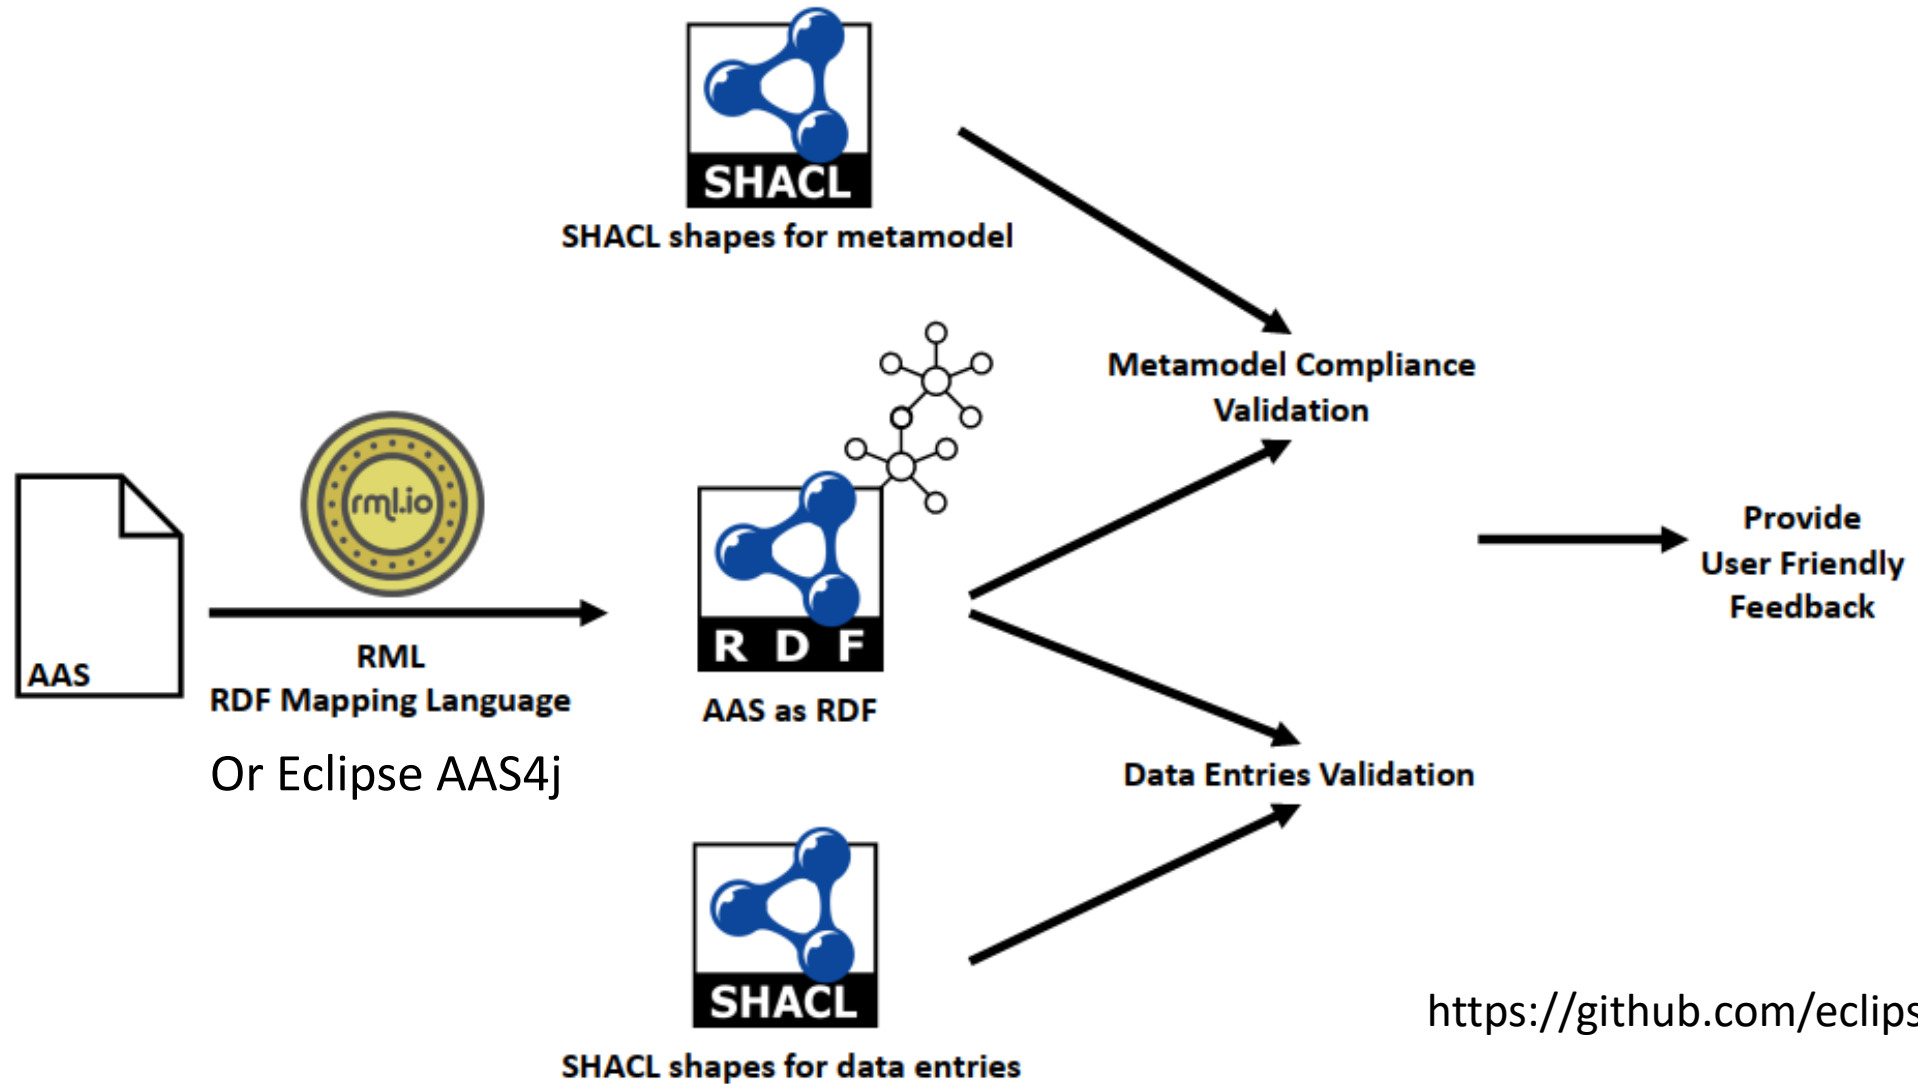 SHACL
SHACL shapes for metamodel
Metamodel Compliance
Validation
rml.io
AAS
RML
RDF Mapping Language
Or Eclipse AAS4j
R D F
AAS as RDF
Provide
User Friendly
Feedback
Data Entries Validation
SHACL
SHACL shapes for data entries
https://github.com/eclips